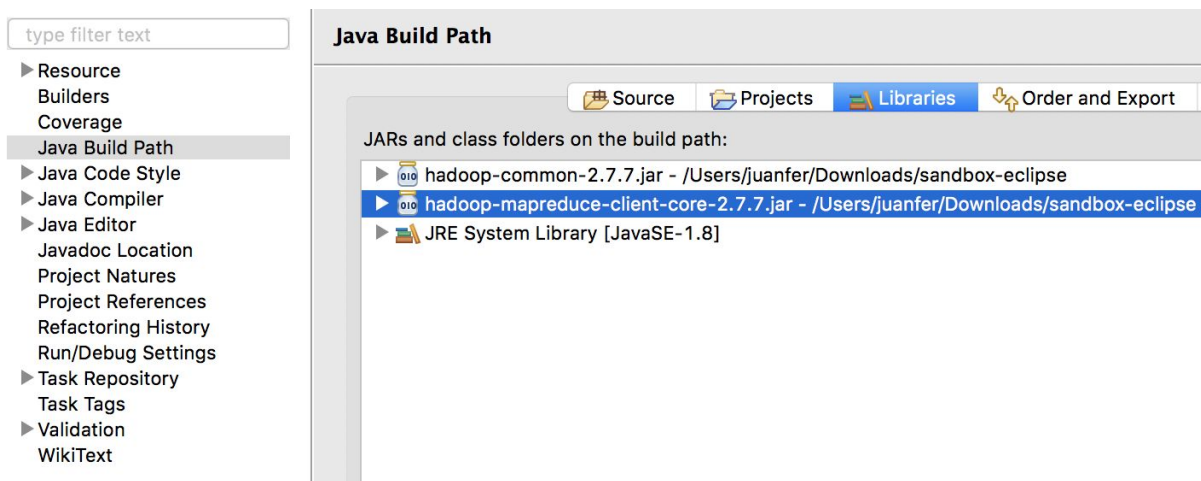 type filter text
Resource
Builders
Coverage
Java Build Path
Java Code Style
Java Compiler
Java Editor
Javadoc Location
Project Natures
Project References
Refactoring History
Run/Debug Settings
Task Repository
Task Tags
Validation
WikiText
Java Build Path
Source Projects Libraries Order and Export
JARs and class folders on the build path:
hadoop-common-2.7.7.jar - /Users/juanfer/Downloads/sandbox-eclipse
hadoop-mapreduce-client-core-2.7.7.jar - /Users/juanfer/Downloads/sandbox-eclipse
JRE System Library [JavaSE-1.8]